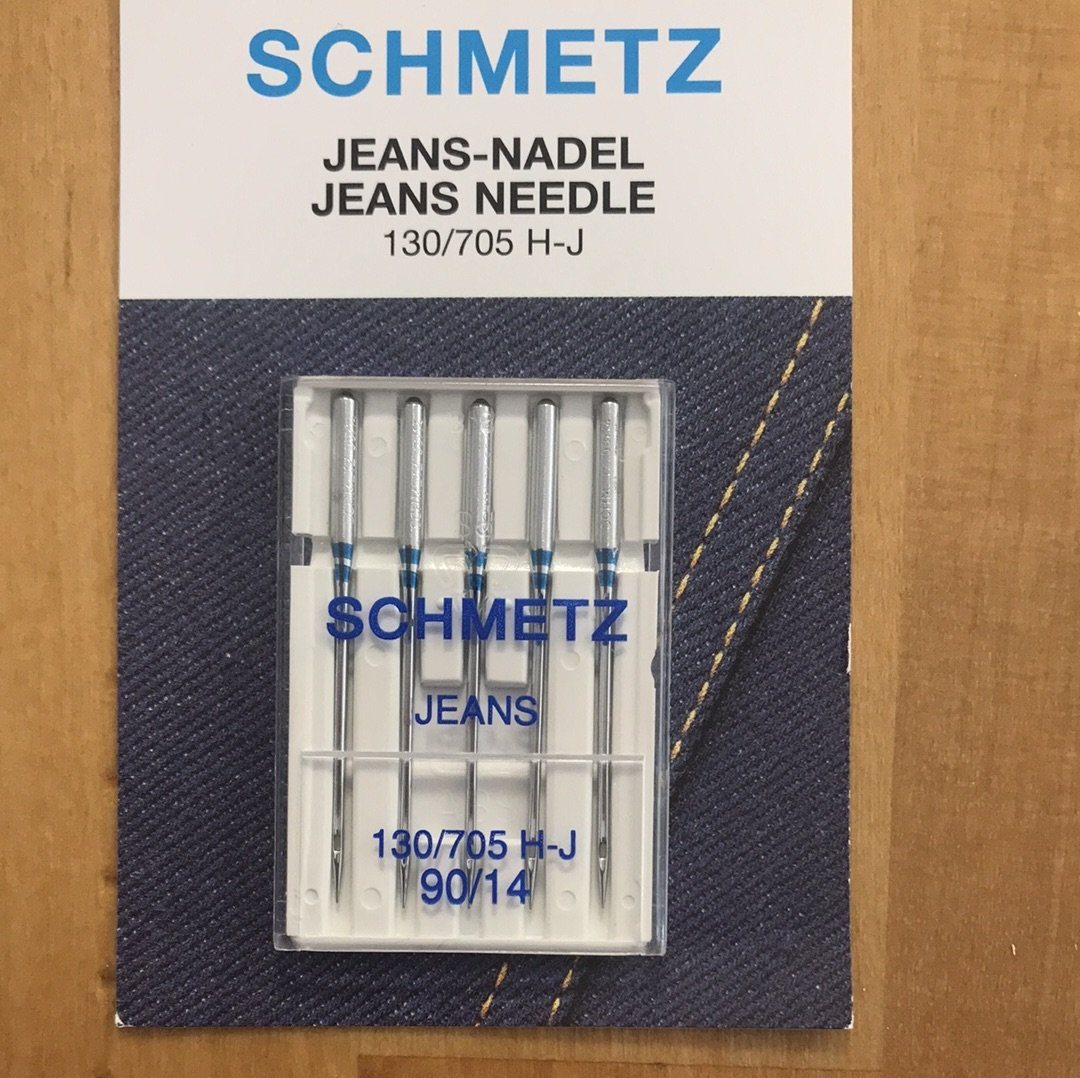 SCHMETZ
JEANS-NADEL
JEANS NEEDLE
130/705 H-J
SCHMETZ
JEANS
130/705 H-J
90/14